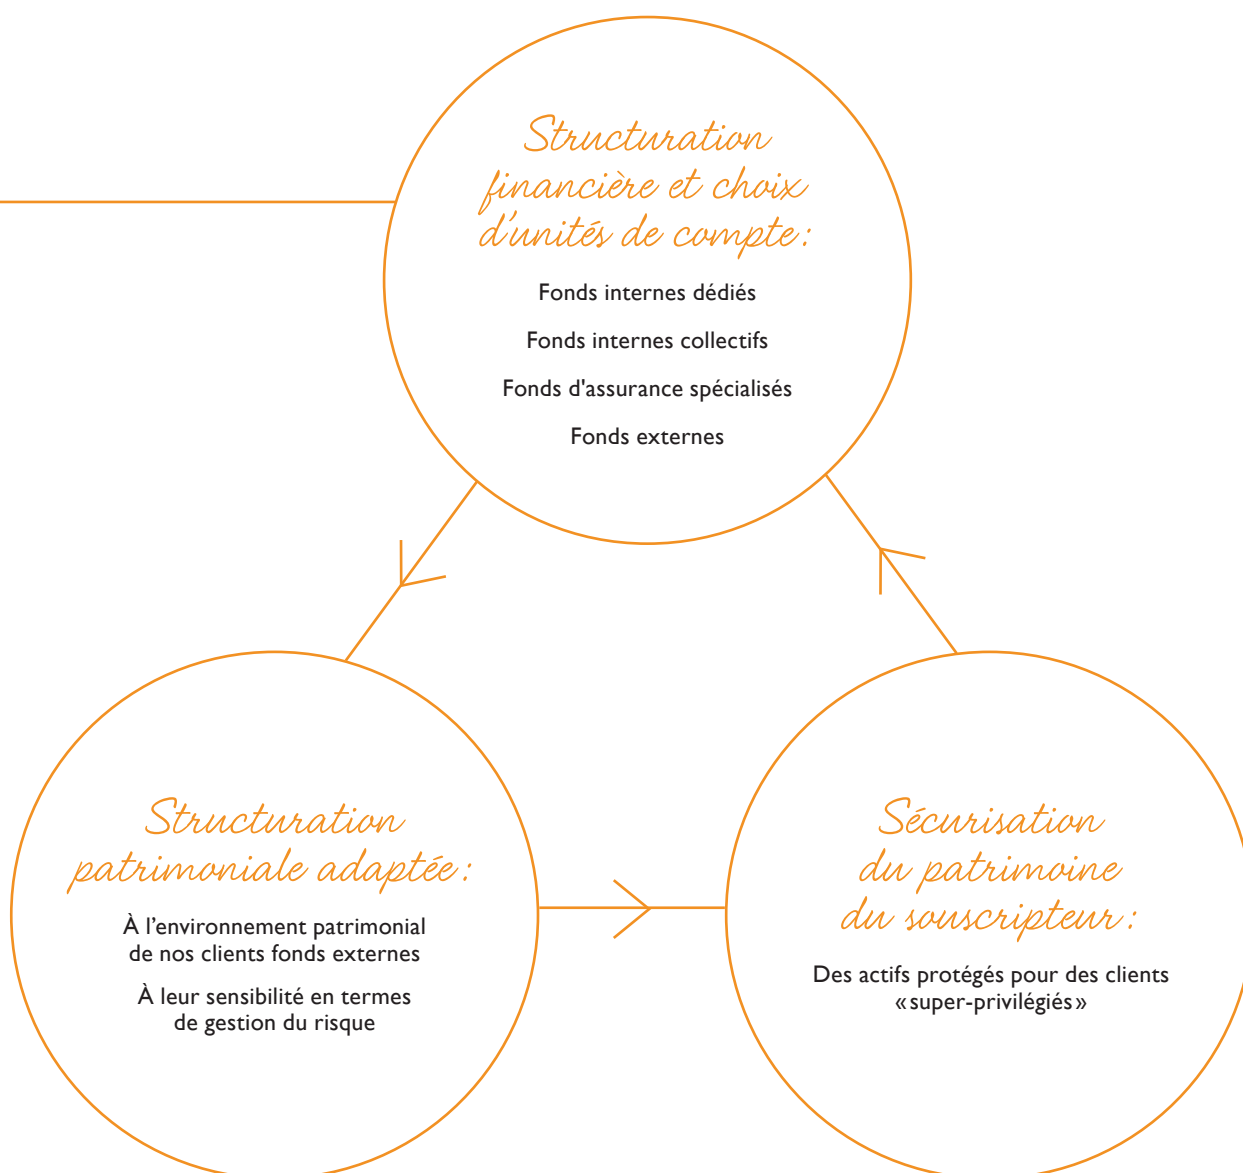 Structuration
financière et choix
d'unités de compte :
Fonds internes dédiés
Fonds internes collectifs
Fonds d'assurance spécialisés
Fonds externes
Structuration
patrimoniale adaptée :
À l’environnement patrimonial
de nos clients fonds externes
À leur sensibilité en termes
de gestion du risque
Sécurisation
du patrimoine
du souscripteur :
Des actifs protégés pour des clients
«super-privilégiés»